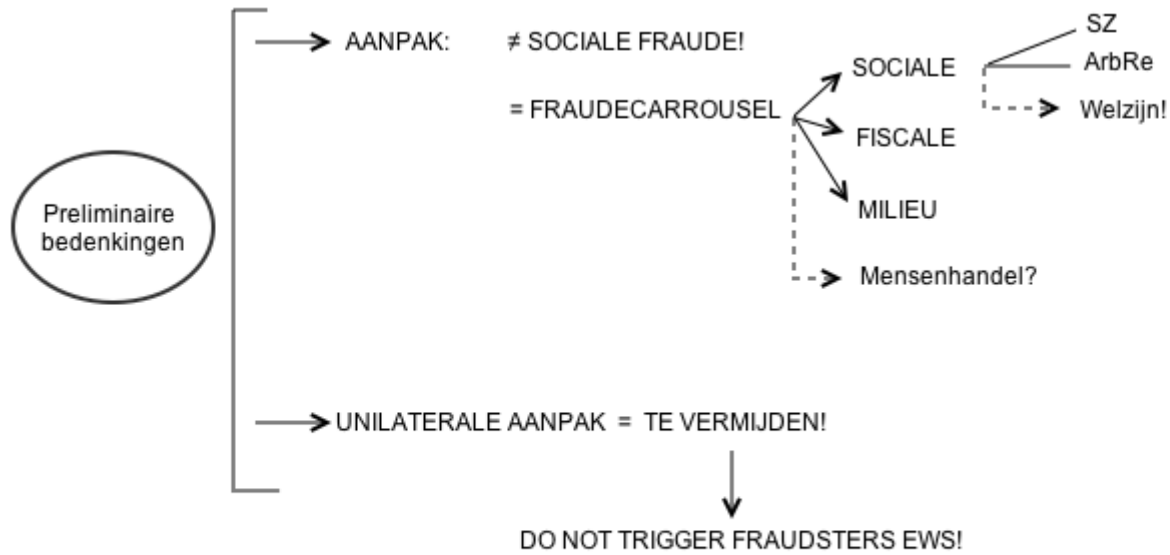 Preliminaire
bedenkingen
AANPAK: ≠ SOCIALE FRAUDE!
= FRAUDECARROUSEL
SOCIALE
SZ
ArbRe
Welzijn!
FISCALE
MILIEU
Mensenhandel?
UNILATERALE AANPAK = TE VERMIJDEN!
DO NOT TRIGGER FRAUDSTERS EWS!